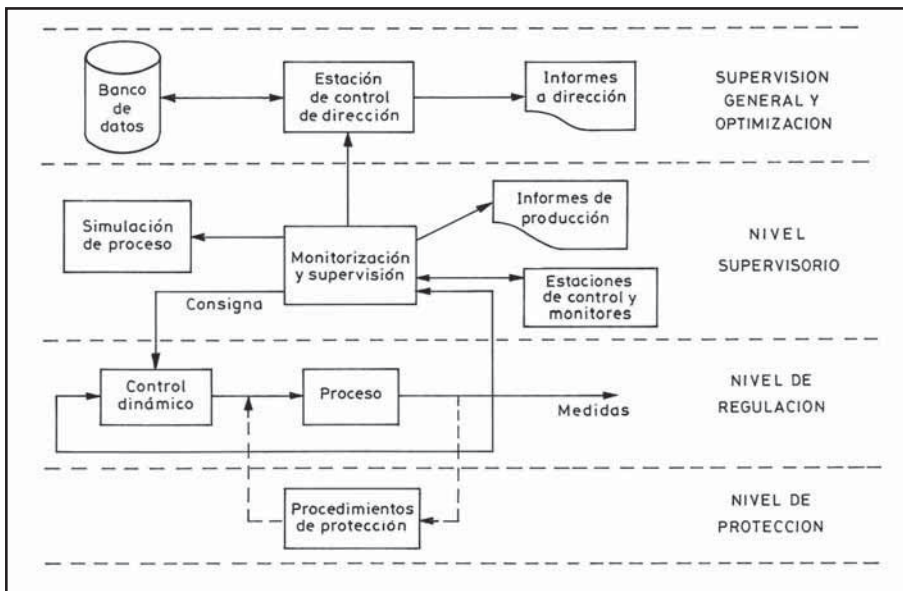 Banco
de
datos
Estación
de control
de dirección
Informes
a dirección
SUPERVISION
GENERAL Y
OPTIMIZACION
Simulación
de proceso
Monitorización
y supervisión
Informes de
producción
Estaciones
de control y
monitores
NIVEL
SUPERVISORIO
Consigna
Control
dinámico
Proceso
Medidas
NIVEL DE
REGULACION
Procedimientos
de protección
NIVEL DE
PROTECCION